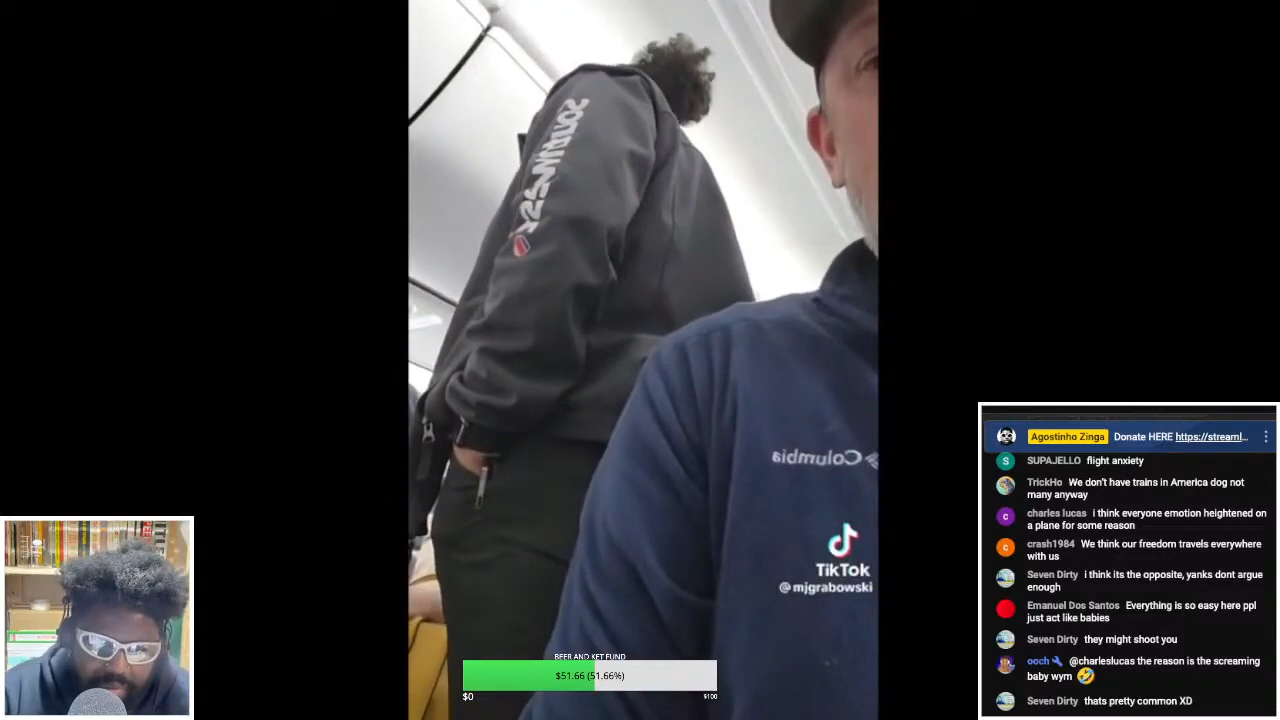 SOUTHWEST
Columbia
TikTok
@mjgrabowski
BEER AND KET FUND
$51.66 (51.66%)
$0
$100
Agostinho Zinga Donate HERE https://streaml...
S SUPAJELLO flight anxiety
TrickHo We don't have trains in America dog not
many anyway
c charles lucas i think everyone emotion heightened on
a plane for some reason
c crash1984 We think our freedom travels everywhere
with us
Seven Dirty i think its the opposite, yanks dont argue
enough
Emanuel Dos Santos Everything is so easy here ppl
just act like babies
Seven Dirty they might shoot you
ooch @charleslucas the reason is the screaming
baby wym 🤣
Seven Dirty thats pretty common XD